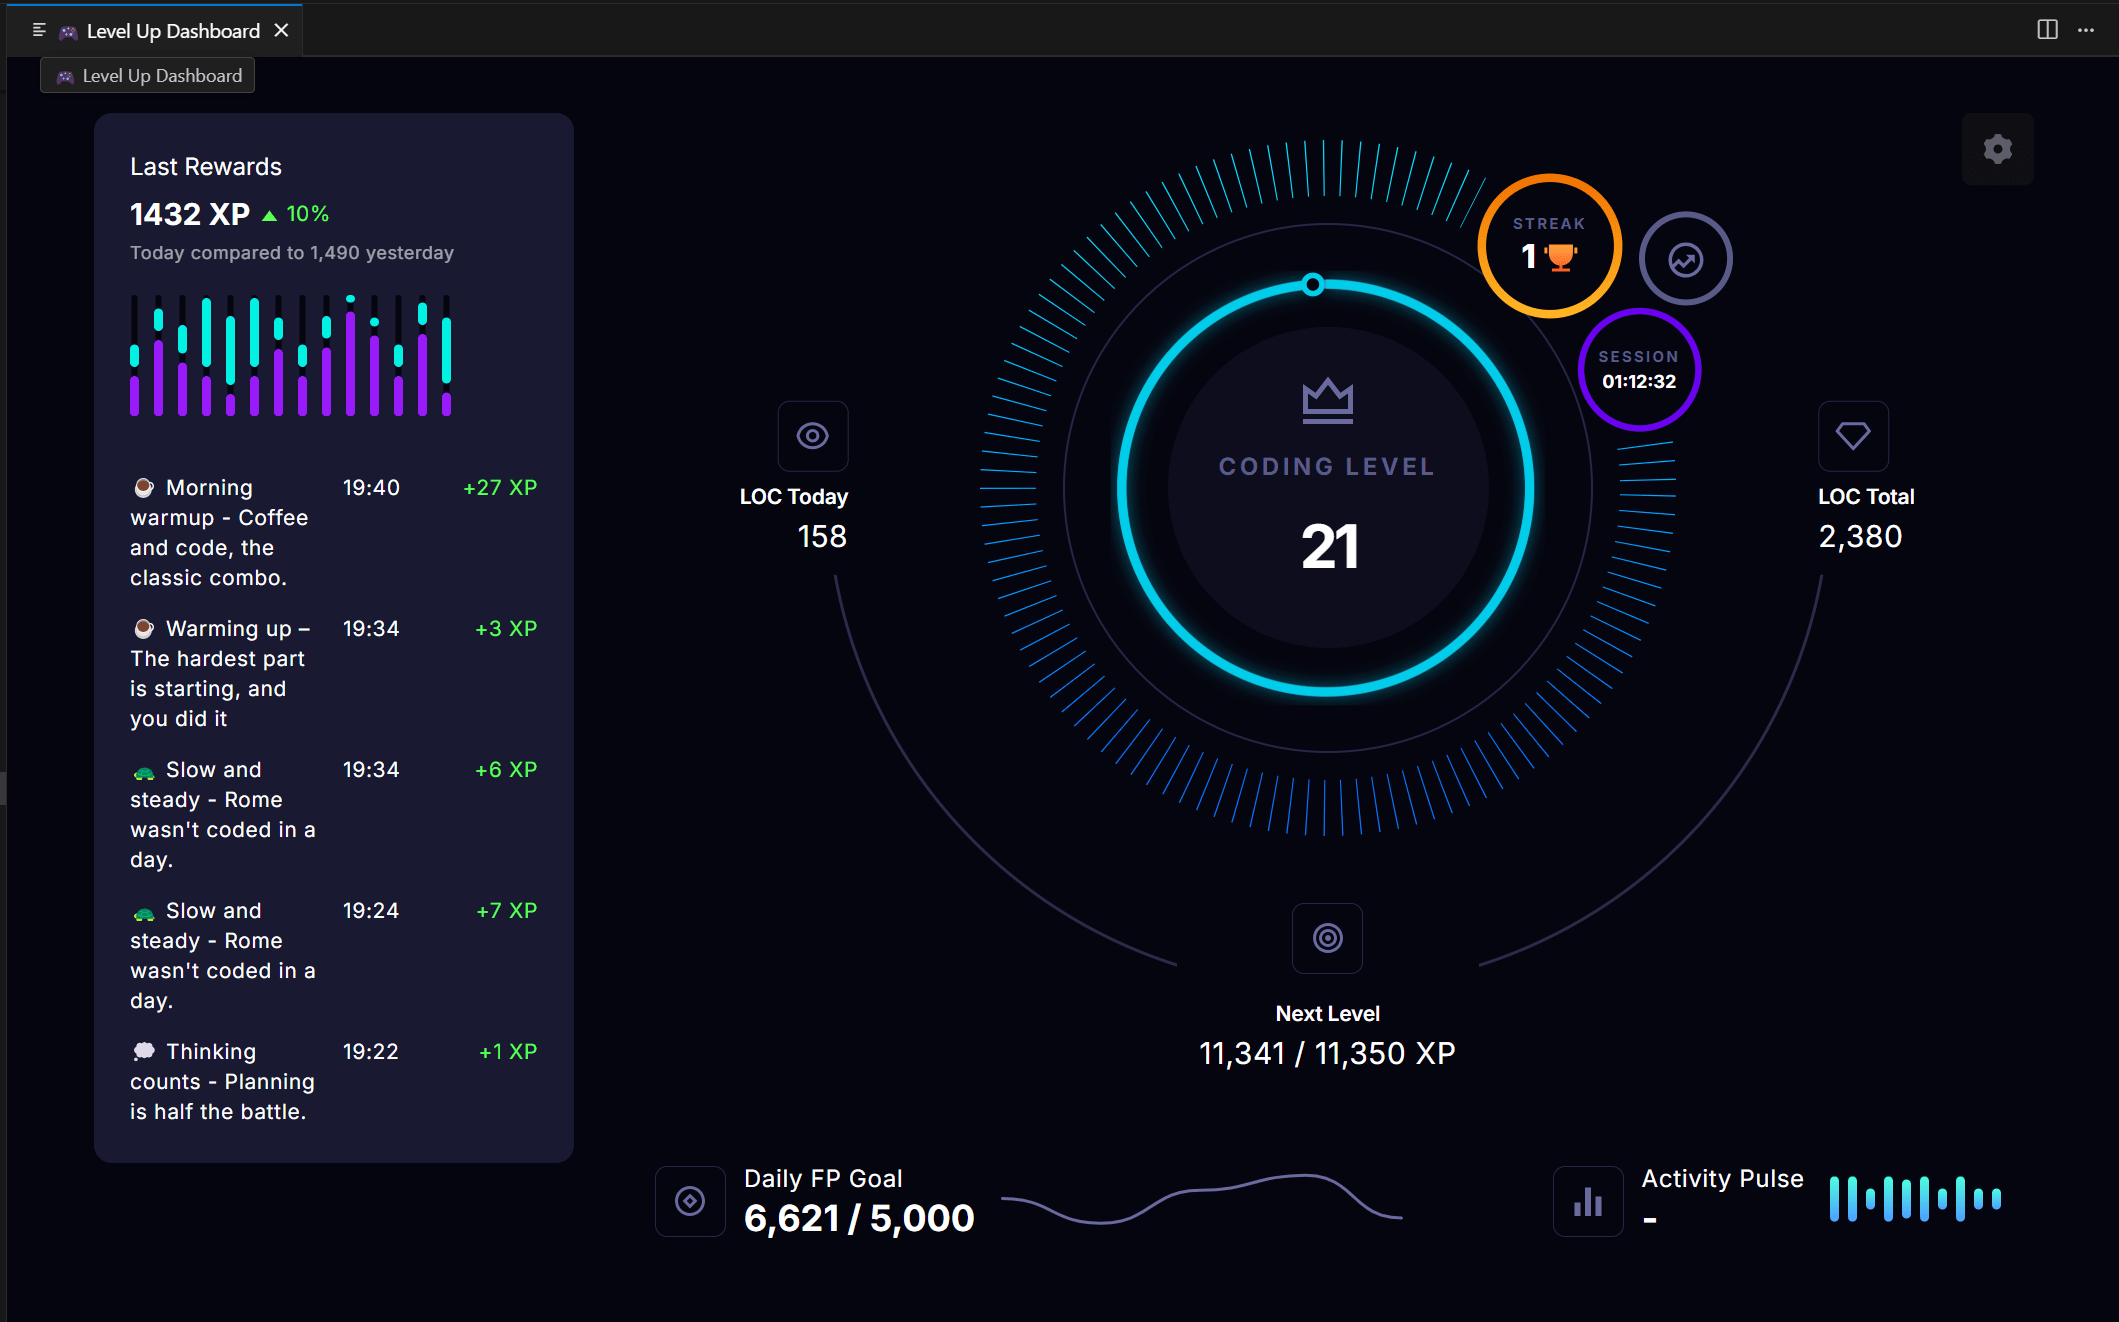 Level Up Dashboard
Level Up Dashboard
Last Rewards
1432 XP ▲ 10%
Today compared to 1,490 yesterday
Morning 19:40 +27 XP
warmup - Coffee
and code, the
classic combo.
Warming up – 19:34 +3 XP
The hardest part
is starting, and
you did it
Slow and 19:34 +6 XP
steady - Rome
wasn't coded in a
day.
Slow and 19:24 +7 XP
steady - Rome
wasn't coded in a
day.
Thinking 19:22 +1 XP
counts - Planning
is half the battle.
STREAK
1
SESSION
01:12:32
CODING LEVEL
21
LOC Today
158
LOC Total
2,380
Next Level
11,341 / 11,350 XP
Daily FP Goal
6,621 / 5,000
Activity Pulse
-